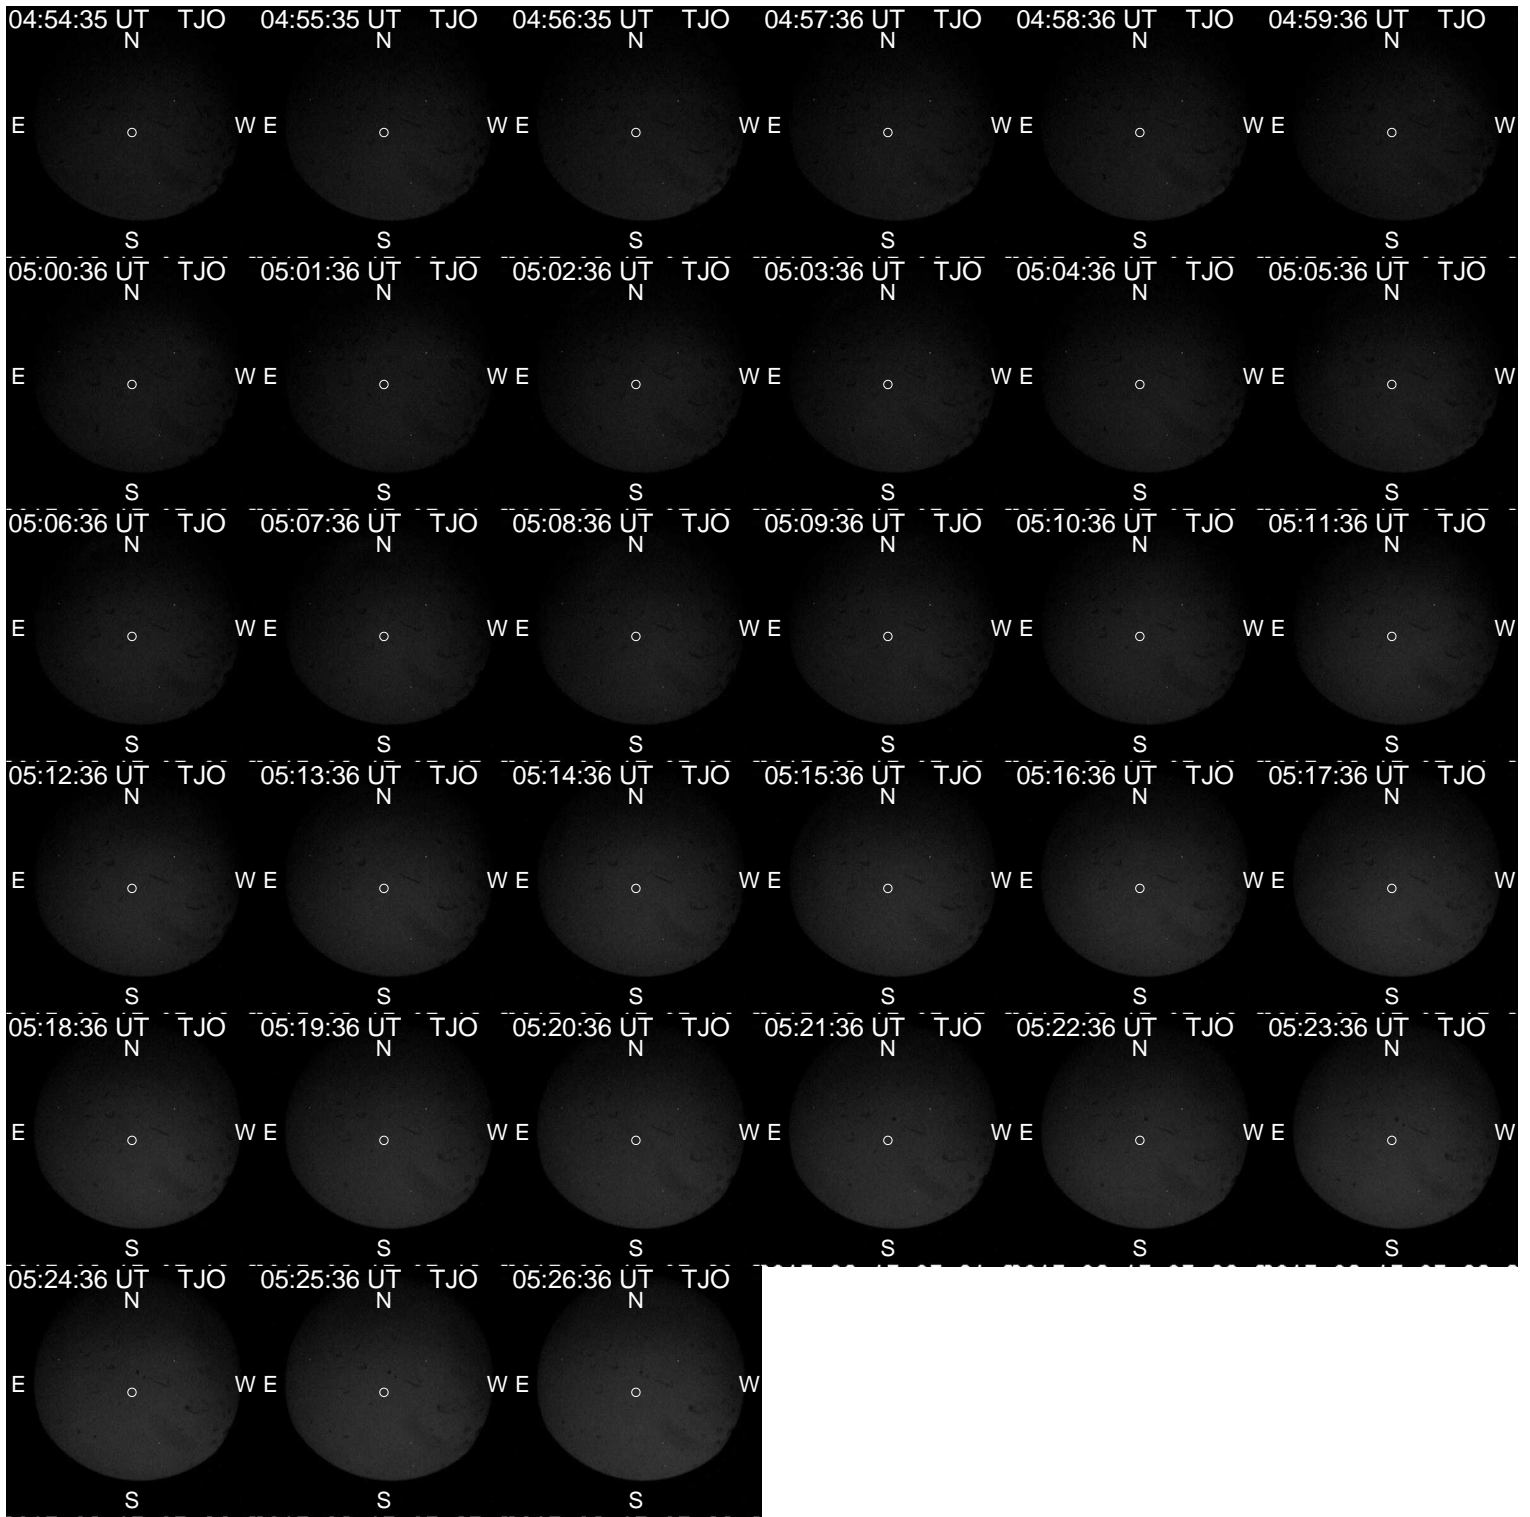 04:54:35 UT TJO 04:55:35 UT TJO 04:56:35 UT TJO 04:57:36 UT TJO 04:58:36 UT TJO 04:59:36 UT TJO
N N N N N N
E W E W E W E W E W E W
S S S S S S
05:00:36 UT TJO 05:01:36 UT TJO 05:02:36 UT TJO 05:03:36 UT TJO 05:04:36 UT TJO 05:05:36 UT TJO
N N N N N N
E W E W E W E W E W E W
S S S S S S
05:06:36 UT TJO 05:07:36 UT TJO 05:08:36 UT TJO 05:09:36 UT TJO 05:10:36 UT TJO 05:11:36 UT TJO
N N N N N N
E W E W E W E W E W E W
S S S S S S
05:12:36 UT TJO 05:13:36 UT TJO 05:14:36 UT TJO 05:15:36 UT TJO 05:16:36 UT TJO 05:17:36 UT TJO
N N N N N N
E W E W E W E W E W E W
S S S S S S
05:18:36 UT TJO 05:19:36 UT TJO 05:20:36 UT TJO 05:21:36 UT TJO 05:22:36 UT TJO 05:23:36 UT TJO
N N N N N N
E W E W E W E W E W E W
S S S S S S
05:24:36 UT TJO 05:25:36 UT TJO 05:26:36 UT TJO
N N N
E W E W E W
S S S